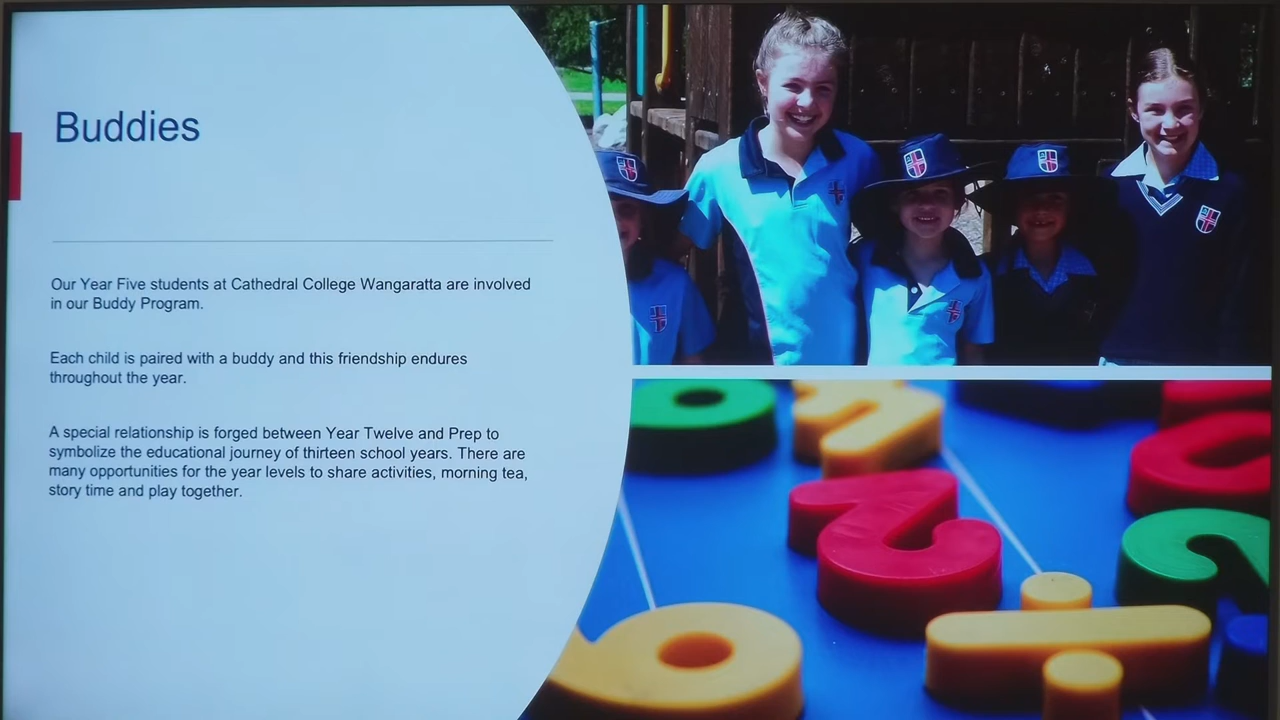 Buddies
Our Year Five students at Cathedral College Wangaratta are involved
in our Buddy Program.
Each child is paired with a buddy and this friendship endures
throughout the year.
A special relationship is forged between Year Twelve and Prep to
symbolize the educational journey of thirteen school years. There are
many opportunities for the year levels to share activities, morning tea,
story time and play together.